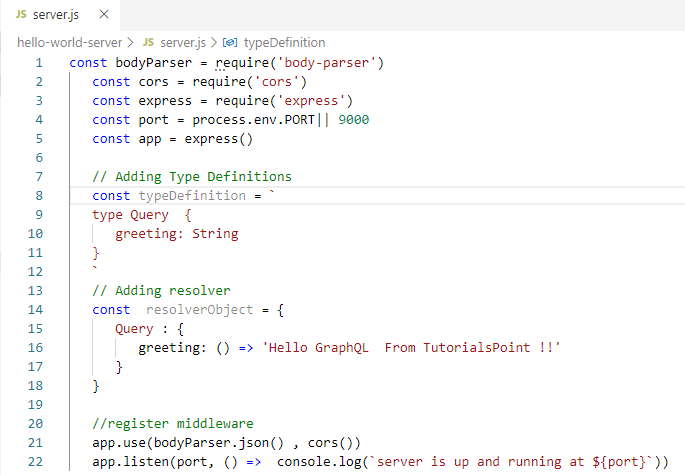 JS server.js ×
hello-world-server > JS server.js > typeDefinition
1 const bodyParser = require('body-parser')
2 const cors = require('cors')
3 const express = require('express')
4 const port = process.env.PORT|| 9000
5 const app = express()
6
7 // Adding Type Definitions
8 const typeDefinition = `
9 type Query  {
10 greeting: String
11 }
12 `
13 // Adding resolver
14 const  resolverObject = {
15 Query : {
16 greeting: () => 'Hello GraphQL  From TutorialsPoint !!'
17 }
18 }
19
20 //register middleware
21 app.use(bodyParser.json() , cors())
22 app.listen(port, () =>  console.log(`server is up and running at ${port}`))